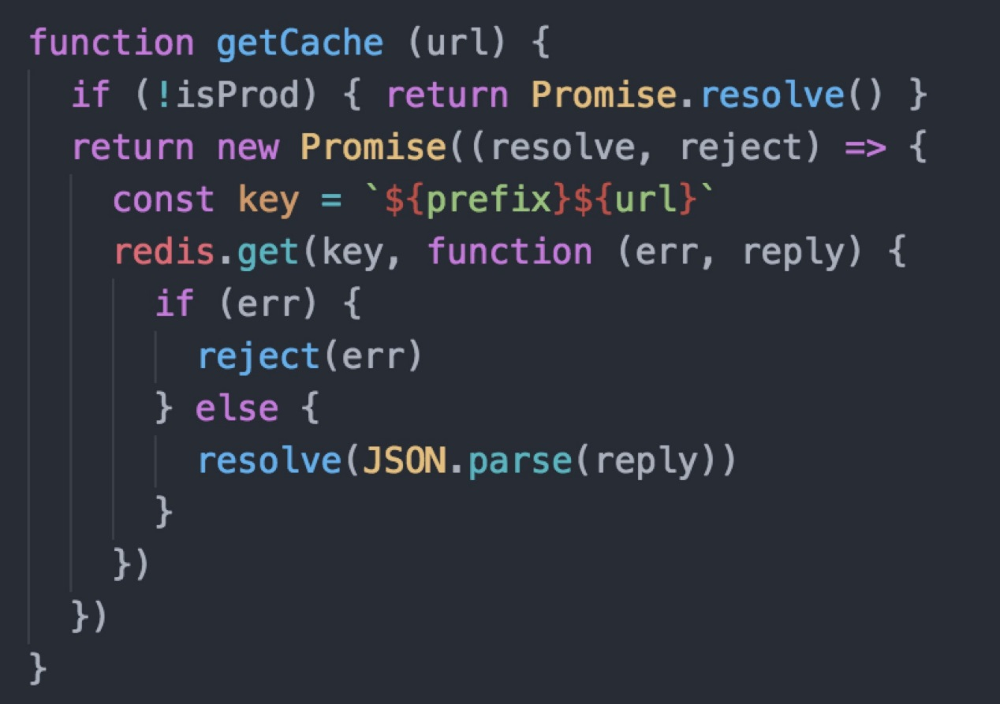 function getCache (url) {
  if (!isProd) { return Promise.resolve() }
  return new Promise((resolve, reject) => {
    const key = `${prefix}${url}`
    redis.get(key, function (err, reply) {
      if (err) {
        reject(err)
      } else {
        resolve(JSON.parse(reply))
      }
    })
  })
}